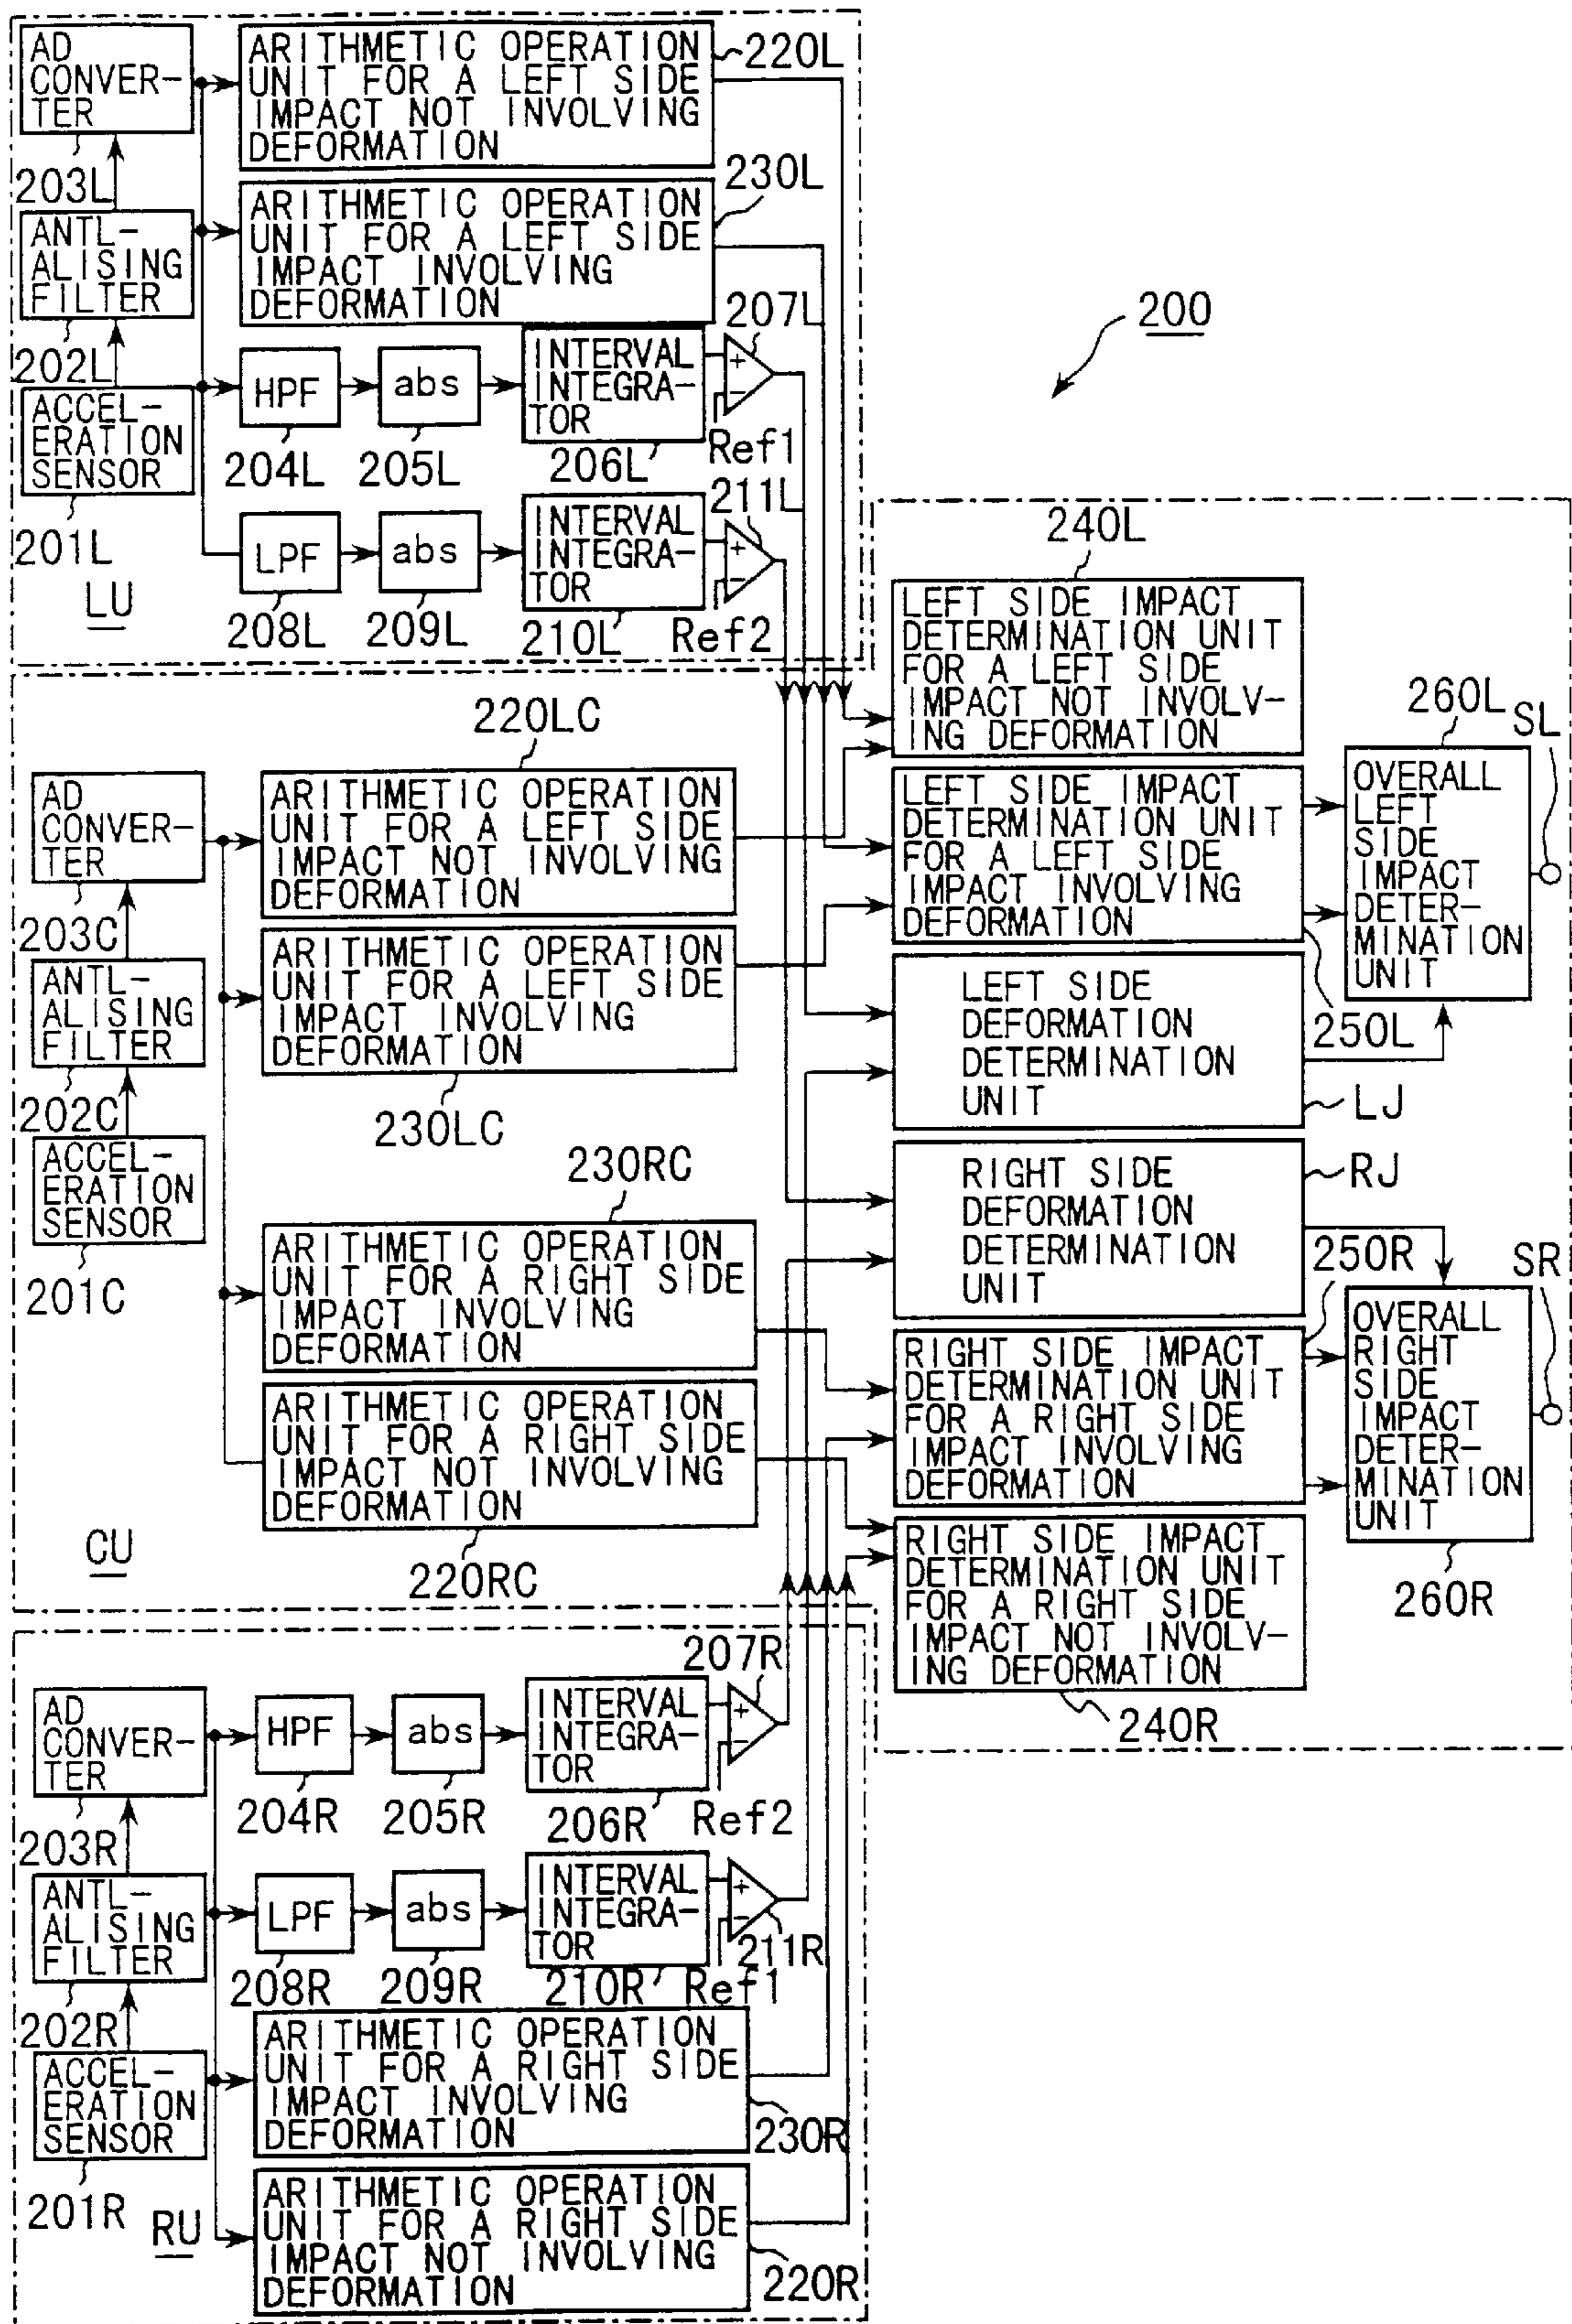 AD
CONVER-
TER
203L
ANTL-
ALISING
FILTER
202L
ACCEL-
ERATION
SENSOR
201L
LU
ARITHMETIC OPERATION
UNIT FOR A LEFT SIDE
IMPACT NOT INVOLVING
DEFORMATION
220L
ARITHMETIC OPERATION
UNIT FOR A LEFT SIDE
IMPACT INVOLVING
DEFORMATION
230L
HPF
204L
abs
205L
INTERVAL
INTEGRA-
TOR
206L
207L
+
−
Ref1
LPF
208L
abs
209L
INTERVAL
INTEGRA-
TOR
210L
211L
+
−
Ref2
200
AD
CONVER-
TER
203C
ANTL-
ALISING
FILTER
202C
ACCEL-
ERATION
SENSOR
201C
CU
220LC
ARITHMETIC OPERATION
UNIT FOR A LEFT SIDE
IMPACT NOT INVOLVING
DEFORMATION
ARITHMETIC OPERATION
UNIT FOR A LEFT SIDE
IMPACT INVOLVING
DEFORMATION
230LC
230RC
ARITHMETIC OPERATION
UNIT FOR A RIGHT SIDE
IMPACT INVOLVING
DEFORMATION
ARITHMETIC OPERATION
UNIT FOR A RIGHT SIDE
IMPACT NOT INVOLVING
DEFORMATION
220RC
240L
LEFT SIDE IMPACT
DETERMINATION UNIT
FOR A LEFT SIDE
IMPACT NOT INVOLV-
ING DEFORMATION
LEFT SIDE IMPACT
DETERMINATION UNIT
FOR A LEFT SIDE
IMPACT INVOLVING
DEFORMATION
250L
LEFT SIDE
DEFORMATION
DETERMINATION
UNIT
LJ
RIGHT SIDE
DEFORMATION
DETERMINATION
UNIT
RJ
250R
RIGHT SIDE IMPACT
DETERMINATION UNIT
FOR A RIGHT SIDE
IMPACT INVOLVING
DEFORMATION
RIGHT SIDE IMPACT
DETERMINATION UNIT
FOR A RIGHT SIDE
IMPACT NOT INVOLV-
ING DEFORMATION
240R
260L
SL
OVERALL
LEFT
SIDE
IMPACT
DETER-
MINATION
UNIT
SR
OVERALL
RIGHT
SIDE
IMPACT
DETER-
MINATION
UNIT
260R
AD
CONVER-
TER
203R
ANTL-
ALISING
FILTER
202R
ACCEL-
ERATION
SENSOR
201R
RU
HPF
204R
abs
205R
INTERVAL
INTEGRA-
TOR
206R
207R
+
−
Ref2
LPF
208R
abs
209R
INTERVAL
INTEGRA-
TOR
210R
+
−
211R
Ref1
ARITHMETIC OPERATION
UNIT FOR A RIGHT SIDE
IMPACT INVOLVING
DEFORMATION
230R
ARITHMETIC OPERATION
UNIT FOR A RIGHT SIDE
IMPACT NOT INVOLVING
DEFORMATION
220R